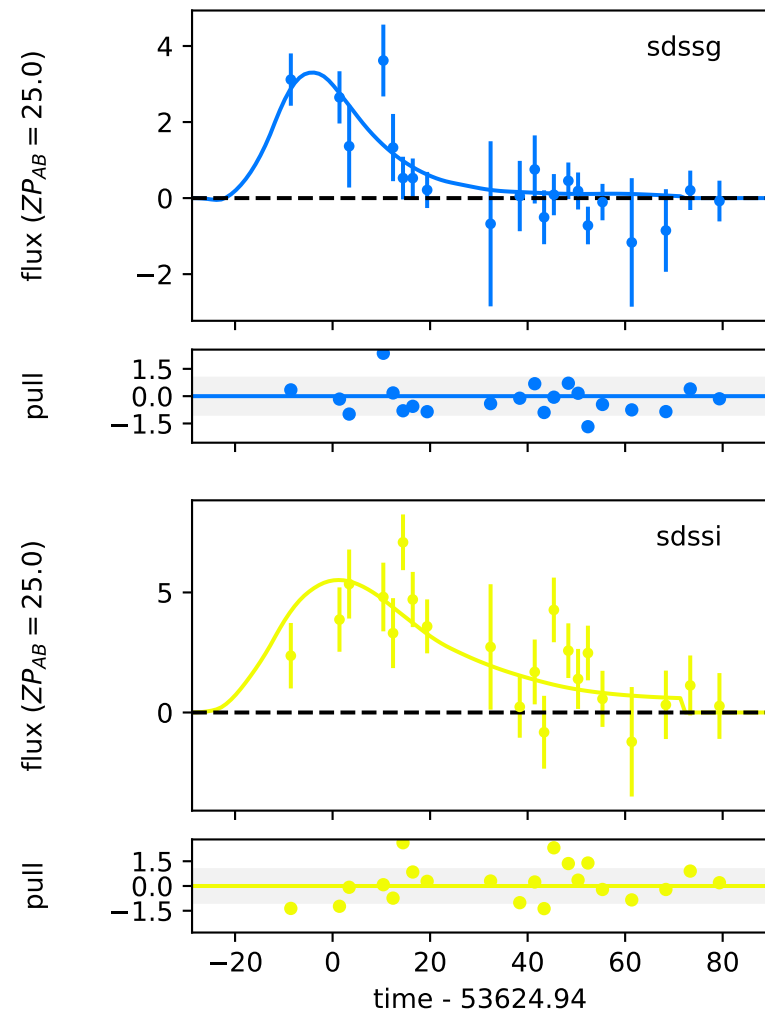 sdssg
flux (ZP_AB = 25.0)
4
2
0
−2
pull
1.5
0.0
−1.5
sdssi
flux (ZP_AB = 25.0)
5
0
pull
1.5
0.0
−1.5
−20 0 20 40 60 80
time - 53624.94